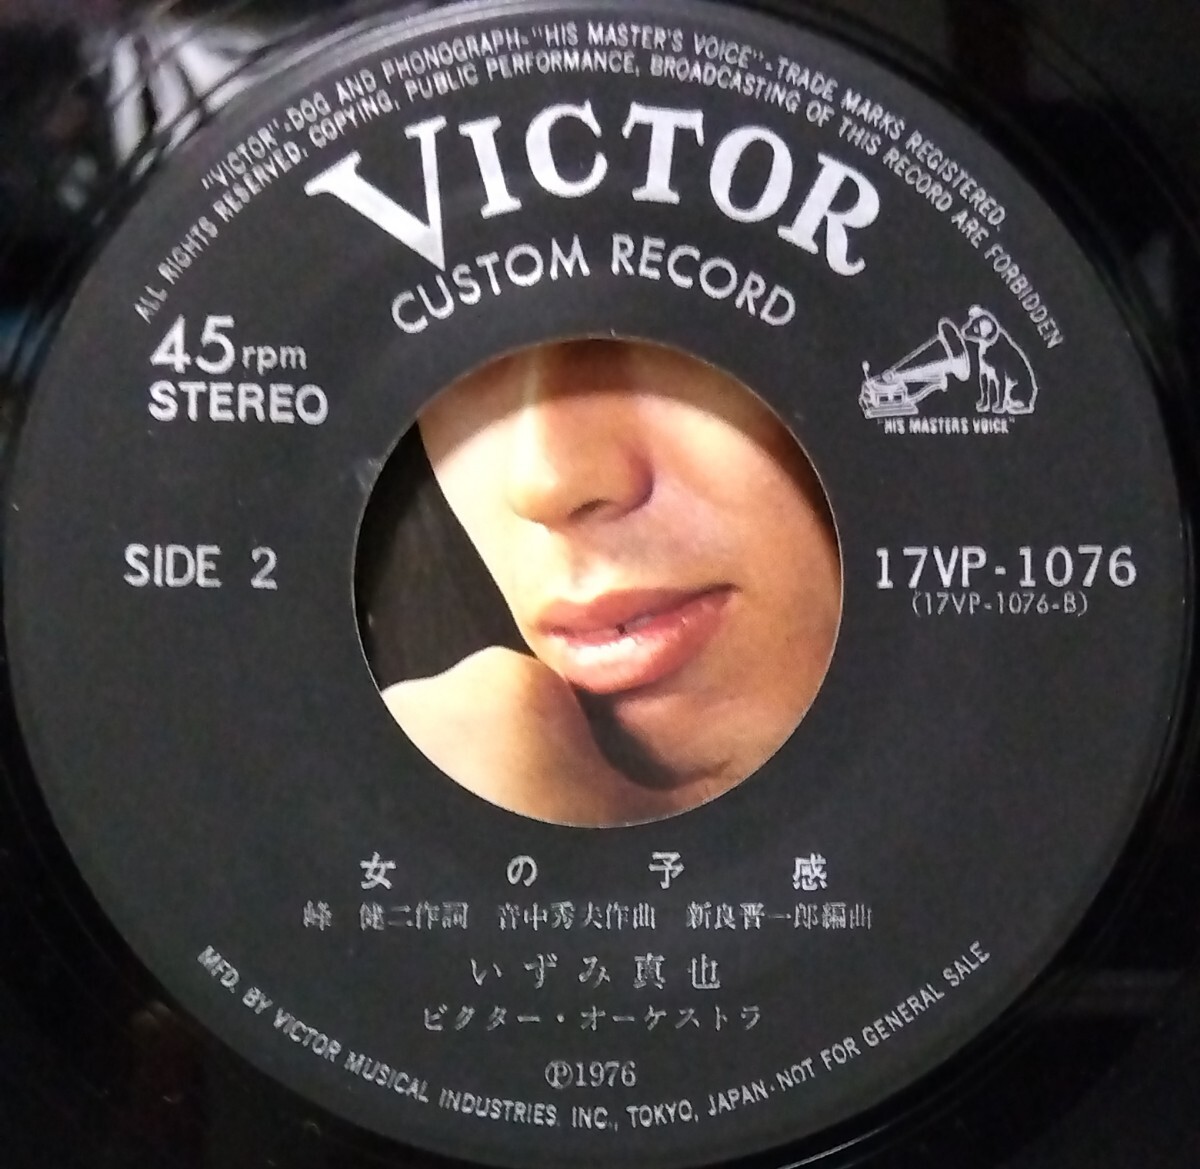 "VICTOR"-DOG AND PHONOGRAPH-"HIS MASTER'S VOICE"-TRADE MARKS REGISTERED.
ALL RIGHTS RESERVED, COPYING, PUBLIC PERFORMANCE, BROADCASTING OF THIS RECORD ARE FORBIDDEN
VICTOR
CUSTOM RECORD
45 rpm
STEREO
"HIS MASTERS VOICE"
SIDE 2
17VP-1076
(17VP-1076-B)
女の予感
峰 健二作詞 音中秀夫作曲 新良晋一郎編曲
いずみ真也
ビクター・オーケストラ
Ⓟ1976
MFD. BY VICTOR MUSICAL INDUSTRIES, INC., TOKYO, JAPAN・NOT FOR GENERAL SALE